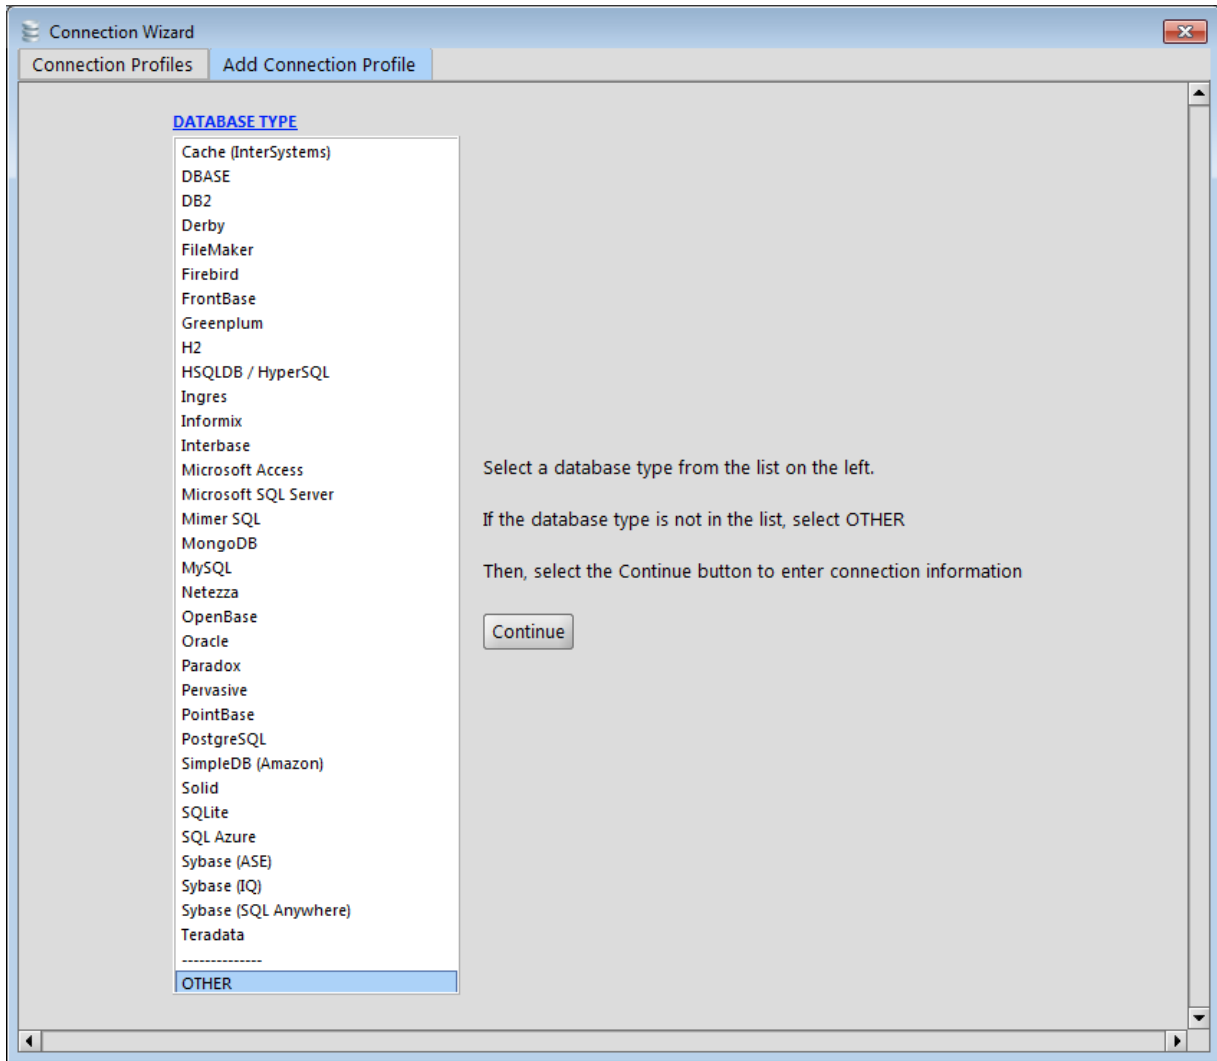 Connection Wizard
Connection Profiles
Add Connection Profile
DATABASE TYPE
Cache (InterSystems)
DBASE
DB2
Derby
FileMaker
Firebird
FrontBase
Greenplum
H2
HSQLDB / HyperSQL
Ingres
Informix
Interbase
Microsoft Access
Microsoft SQL Server
Mimer SQL
MongoDB
MySQL
Netezza
OpenBase
Oracle
Paradox
Pervasive
PointBase
PostgreSQL
SimpleDB (Amazon)
Solid
SQLite
SQL Azure
Sybase (ASE)
Sybase (IQ)
Sybase (SQL Anywhere)
Teradata
--------------
OTHER
Select a database type from the list on the left.
If the database type is not in the list, select OTHER
Then, select the Continue button to enter connection information
Continue